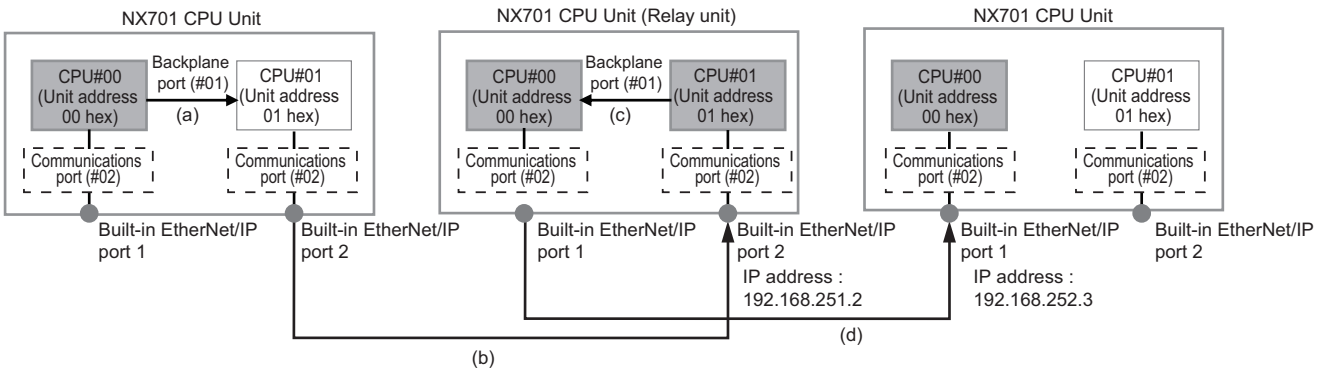 NX701 CPU Unit
CPU#00
(Unit address
00 hex)
Backplane
port (#01)
(a)
CPU#01
(Unit address
01 hex)
Communications
port (#02)
Communications
port (#02)
Built-in EtherNet/IP
port 1
Built-in EtherNet/IP
port 2
NX701 CPU Unit (Relay unit)
CPU#00
(Unit address
00 hex)
Backplane
port (#01)
(c)
CPU#01
(Unit address
01 hex)
Communications
port (#02)
Communications
port (#02)
Built-in EtherNet/IP
port 1
Built-in EtherNet/IP
port 2
IP address :
192.168.251.2
NX701 CPU Unit
CPU#00
(Unit address
00 hex)
CPU#01
(Unit address
01 hex)
Communications
port (#02)
Communications
port (#02)
Built-in EtherNet/IP
port 1
IP address :
192.168.252.3
Built-in EtherNet/IP
port 2
(d)
(b)